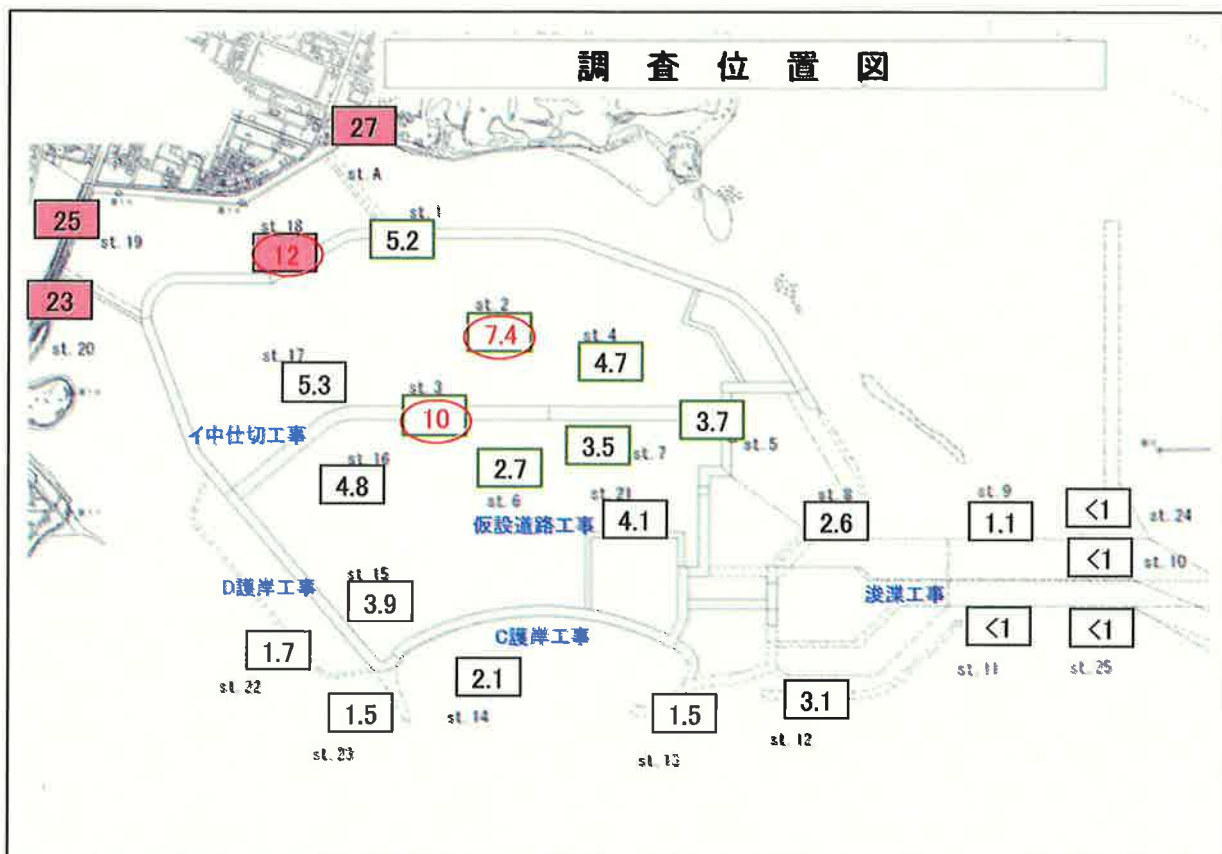 調査位置図
27
st. A
25
st. 19
st. 18
12
st. 1
5.2
23
st. 20
st. 2
7.4
st. 4
4.7
st. 17
5.3
st. 3
10
3.7
st. 5
イ中仕切工事
3.5
st. 7
st. 16
4.8
2.7
st. 6
st. 21
4.1
仮設道路工事
st. 8
2.6
st. 9
1.1
<1
st. 24
<1
st. 10
D護岸工事
st. 15
3.9
浚渫工事
C護岸工事
<1
st. 11
<1
st. 25
1.7
st. 22
2.1
st. 14
1.5
st. 23
1.5
st. 13
3.1
st. 12